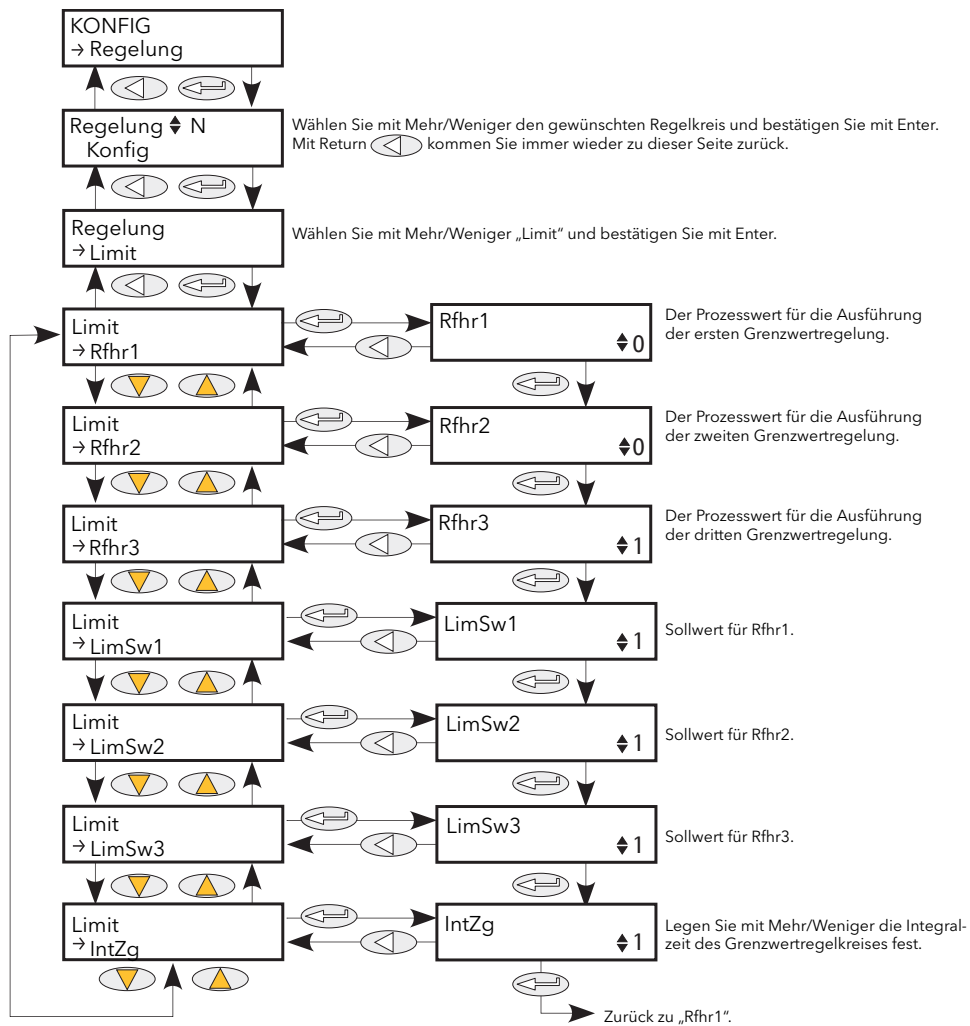 KONFIG
→ Regelung
Regelung N
Konfig
Wählen Sie mit Mehr/Weniger den gewünschten Regelkreis und bestätigen Sie mit Enter.
Mit Return kommen Sie immer wieder zu dieser Seite zurück.
Regelung
→ Limit
Wählen Sie mit Mehr/Weniger „Limit“ und bestätigen Sie mit Enter.
Limit
→ Rfhr1
Rfhr1
0
Der Prozesswert für die Ausführung
der ersten Grenzwertregelung.
Limit
→ Rfhr2
Rfhr2
0
Der Prozesswert für die Ausführung
der zweiten Grenzwertregelung.
Limit
→ Rfhr3
Rfhr3
1
Der Prozesswert für die Ausführung
der dritten Grenzwertregelung.
Limit
→ LimSw1
LimSw1
1
Sollwert für Rfhr1.
Limit
→ LimSw2
LimSw2
1
Sollwert für Rfhr2.
Limit
→ LimSw3
LimSw3
1
Sollwert für Rfhr3.
Limit
→ IntZg
IntZg
1
Legen Sie mit Mehr/Weniger die Integral-
zeit des Grenzwertregelkreises fest.
Zurück zu „Rfhr1“.